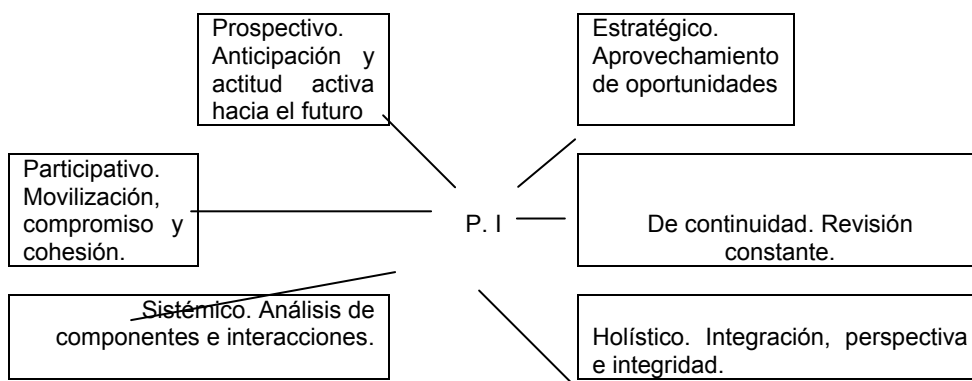 Prospectivo.
Anticipación y
actitud activa
hacia el futuro
Estratégico.
Aprovechamiento
de oportunidades
Participativo.
Movilización,
compromiso y
cohesión.
P. I
De continuidad. Revisión
constante.
Sistémico. Análisis de
componentes e interacciones.
Holístico. Integración, perspectiva
e integridad.